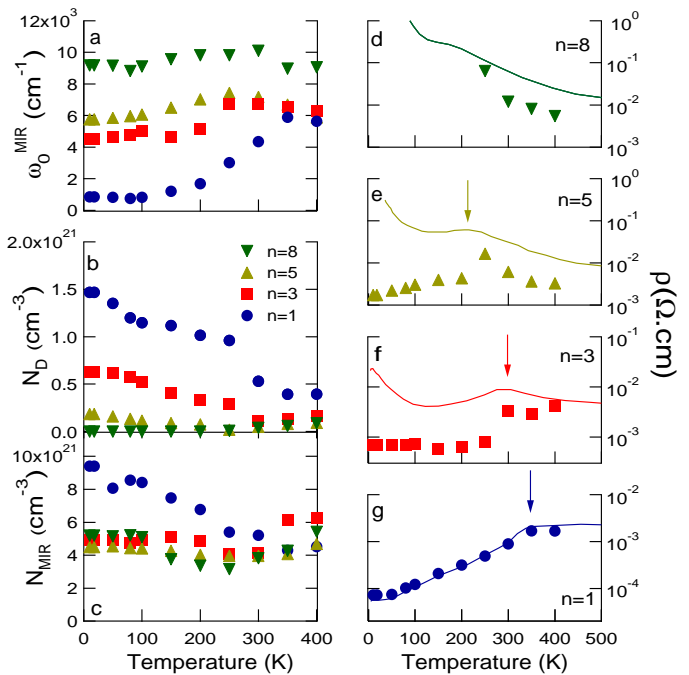 12x10³
10
8
6
4
2
0
a
ω₀ᴹᴵᴿ (cm⁻¹)
2.0x10²¹
1.5
1.0
0.5
0.0
b
N_D (cm⁻³)
n=8
n=5
n=3
n=1
10x10²¹
8
6
4
2
0
c
N_MIR (cm⁻³)
0 100 200 300 400
Temperature (K)
d
n=8
10⁰
10⁻¹
10⁻²
10⁻³
e
n=5
10⁰
10⁻¹
10⁻²
10⁻³
f
n=3
10⁻¹
10⁻²
10⁻³
g
n=1
10⁻²
10⁻³
10⁻⁴
ρ(Ω.cm)
0 100 200 300 400 500
Temperature (K)